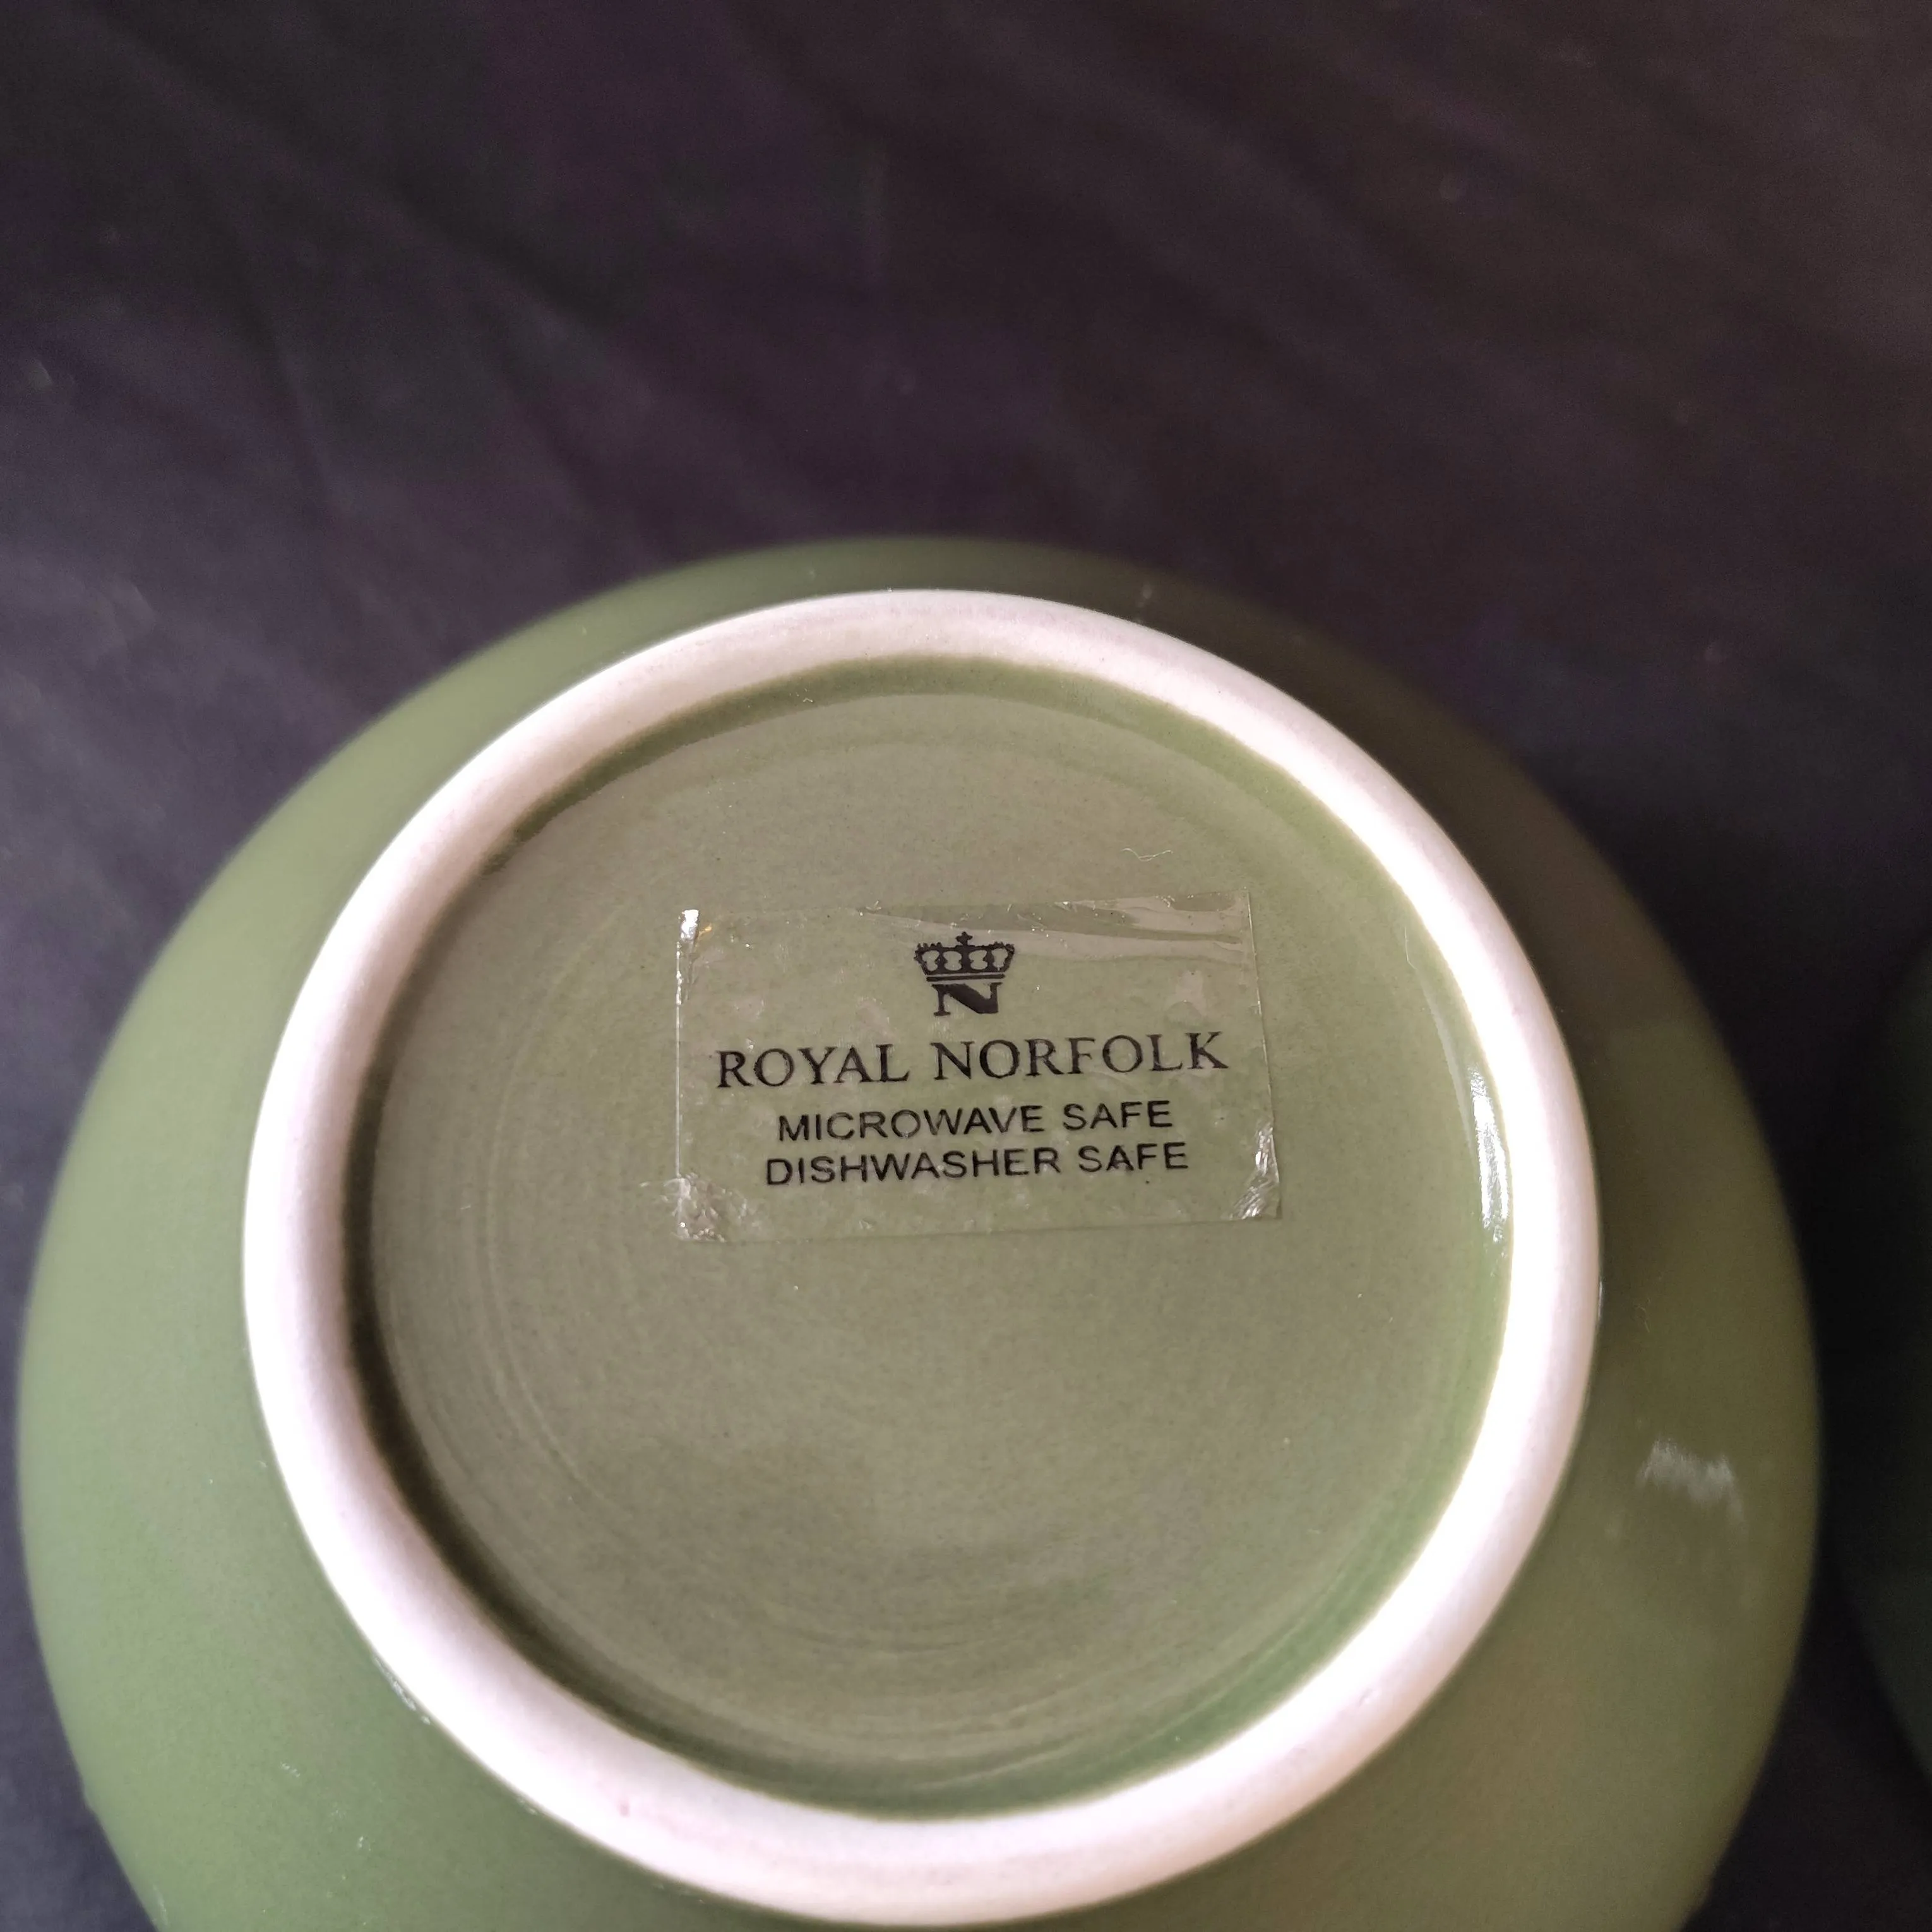 N
ROYAL NORFOLK
MICROWAVE SAFE
DISHWASHER SAFE